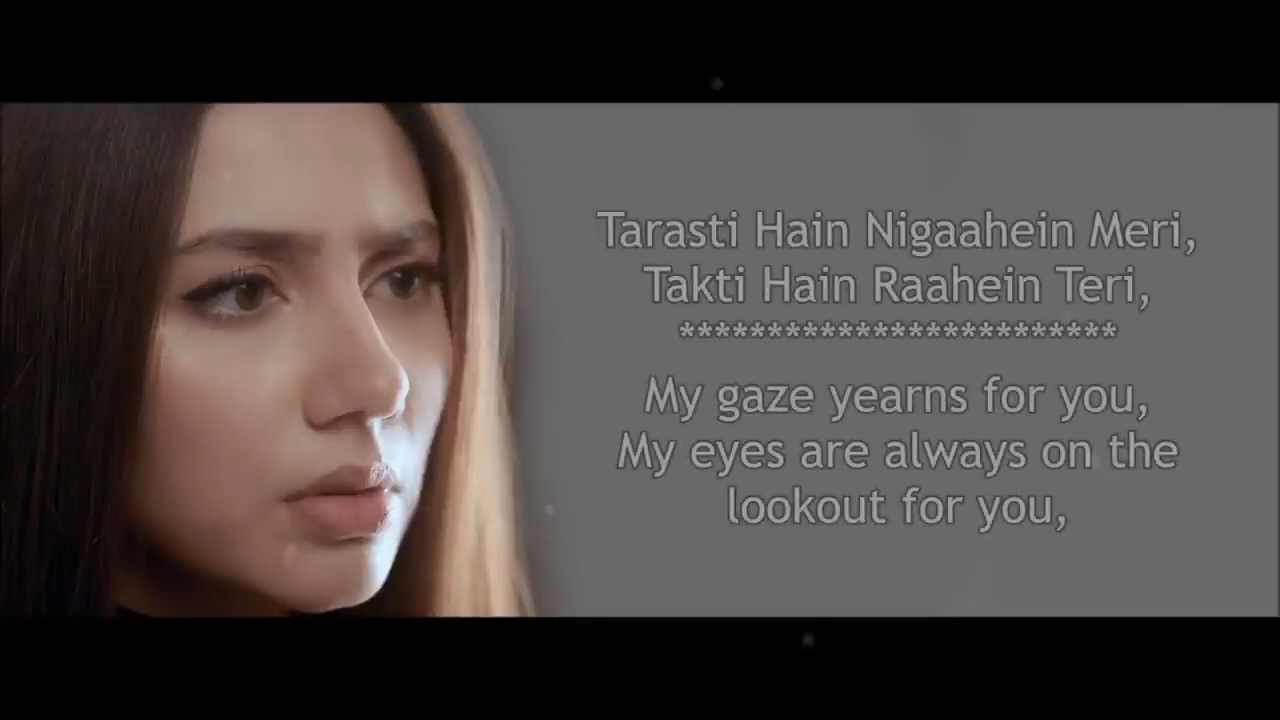 Tarasti Hain Nigaahein Meri,
Takti Hain Raahein Teri,
*************************
My gaze yearns for you,
My eyes are always on the
lookout for you,